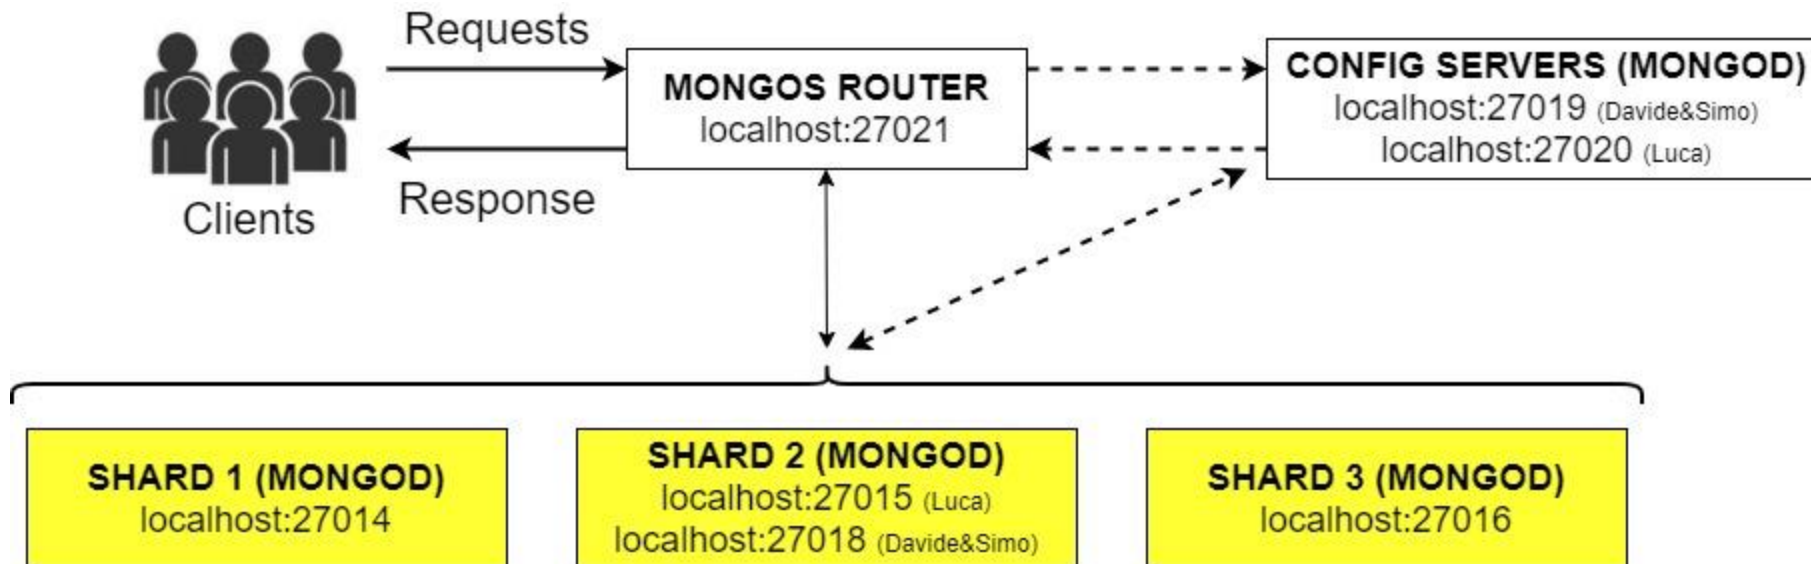 Requests
MONGOS ROUTER
localhost:27021
CONFIG SERVERS (MONGOD)
localhost:27019 (Davide&Simo)
localhost:27020 (Luca)
Response
Clients
SHARD 1 (MONGOD)
localhost:27014
SHARD 2 (MONGOD)
localhost:27015 (Luca)
localhost:27018 (Davide&Simo)
SHARD 3 (MONGOD)
localhost:27016